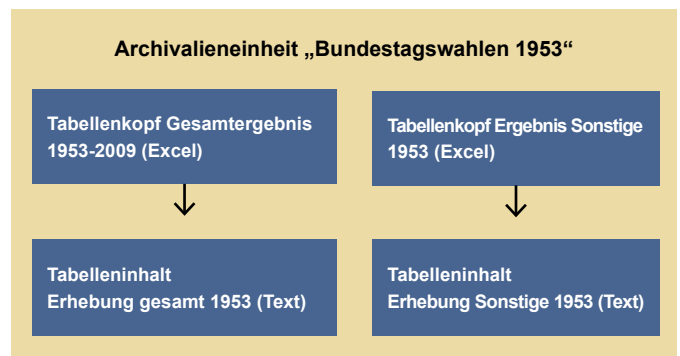 Archivalieneinheit „Bundestagswahlen 1953“
Tabellenkopf Gesamtergebnis
1953-2009 (Excel)
Tabellenkopf Ergebnis Sonstige
1953 (Excel)
Tabelleninhalt
Erhebung gesamt 1953 (Text)
Tabelleninhalt
Erhebung Sonstige 1953 (Text)